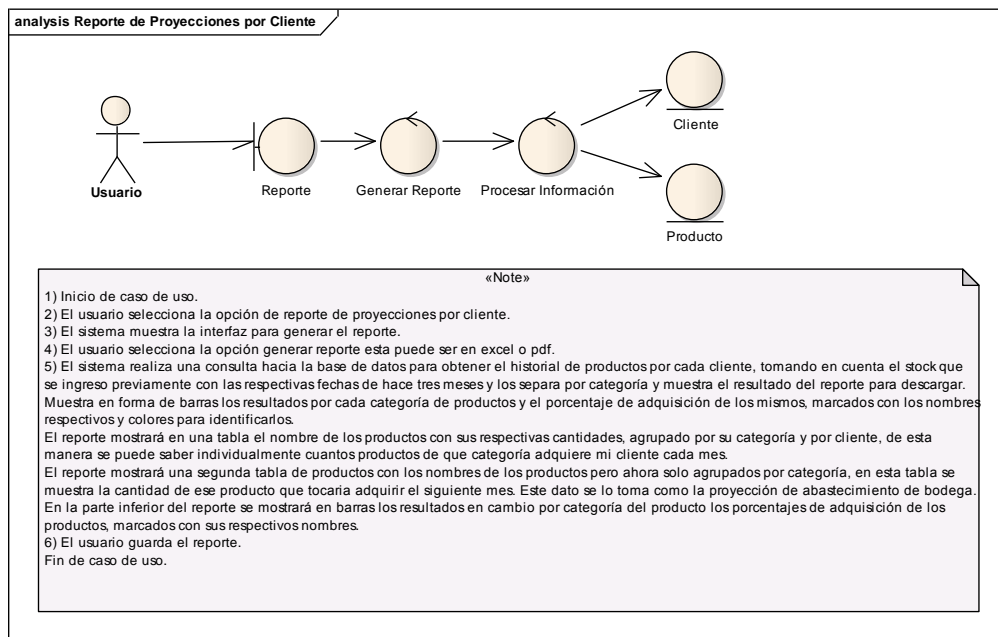 analysis Reporte de Proyecciones por Cliente
Cliente
Usuario
Reporte
Generar Reporte
Procesar Información
Producto
«Note»
1) Inicio de caso de uso.
2) El usuario selecciona la opción de reporte de proyecciones por cliente.
3) El sistema muestra la interfaz para generar el reporte.
4) El usuario selecciona la opción generar reporte esta puede ser en excel o pdf.
5) El sistema realiza una consulta hacia la base de datos para obtener el historial de productos por cada cliente, tomando en cuenta el stock que
se ingreso previamente con las respectivas fechas de hace tres meses y los separa por categoría y muestra el resultado del reporte para descargar.
Muestra en forma de barras los resultados por cada categoría de productos y el porcentaje de adquisición de los mismos, marcados con los nombres
respectivos y colores para identificarlos.
El reporte mostrará en una tabla el nombre de los productos con sus respectivas cantidades, agrupado por su categoría y por cliente, de esta
manera se puede saber individualmente cuantos productos de que categoría adquiere mi cliente cada mes.
El reporte mostrará una segunda tabla de productos con los nombres de los productos pero ahora solo agrupados por categoría, en esta tabla se
muestra la cantidad de ese producto que tocaria adquirir el siguiente mes. Este dato se lo toma como la proyección de abastecimiento de bodega.
En la parte inferior del reporte se mostrará en barras los resultados en cambio por categoría del producto los porcentajes de adquisición de los
productos, marcados con sus respectivos nombres.
6) El usuario guarda el reporte.
Fin de caso de uso.